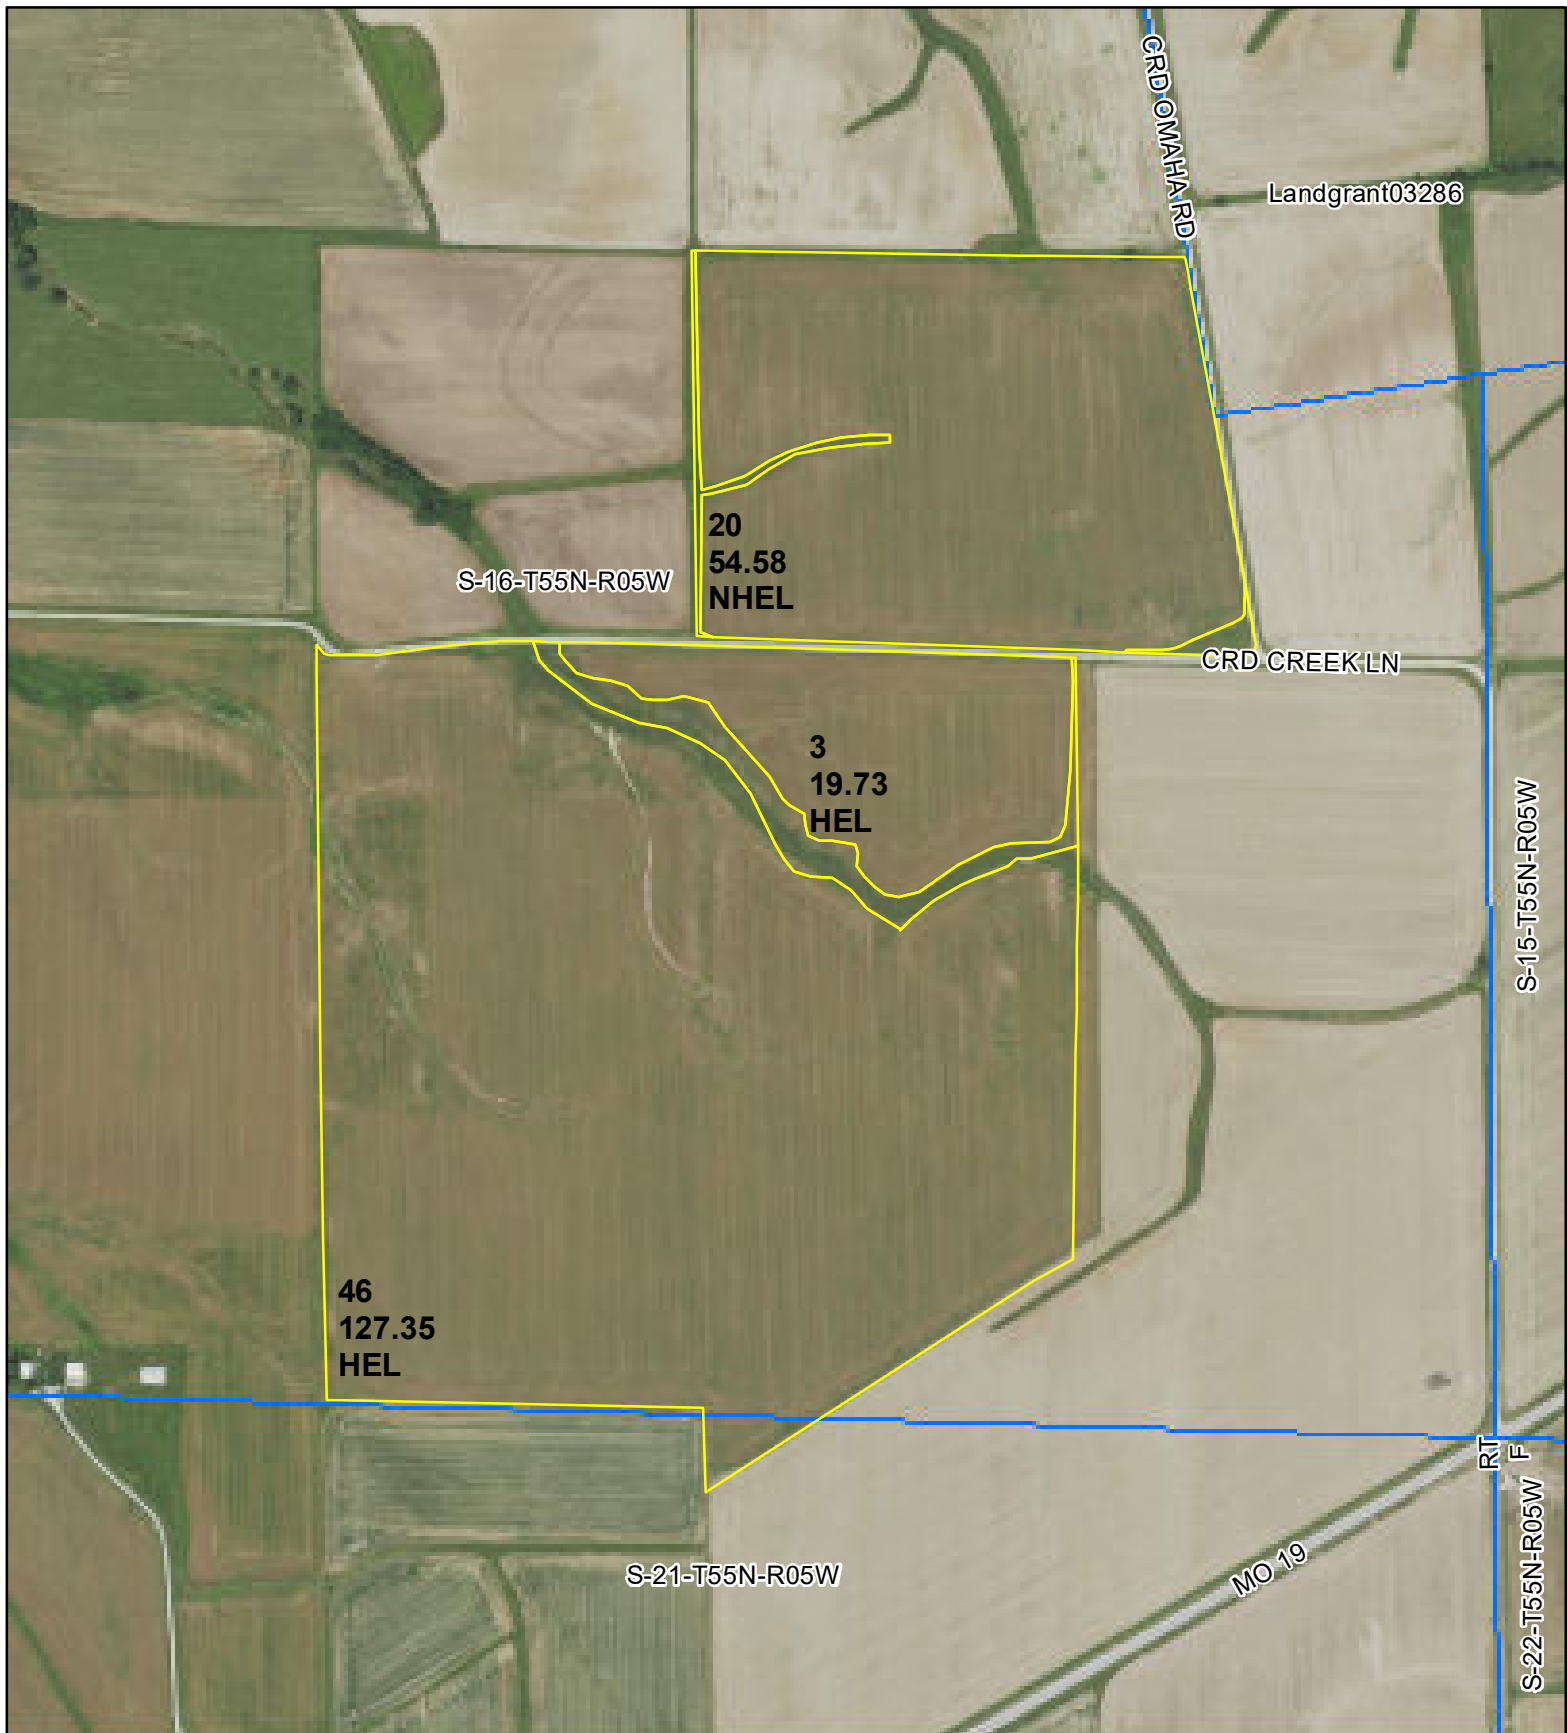 CRD OMAHA RD
Landgrant03286
20
54.58
NHEL
S-16-T55N-R05W
CRD CREEK LN
3
19.73
HEL
S-15-T55N-R05W
46
127.35
HEL
RT F
S-21-T55N-R05W
MO 19
S-22-T55N-R05W